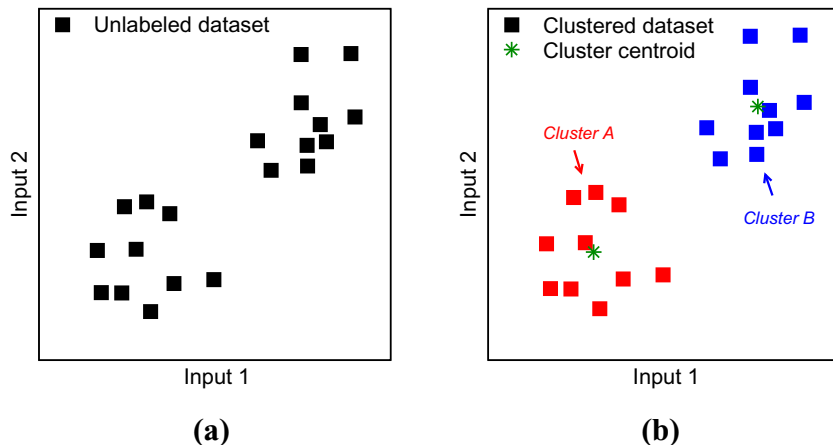 Unlabeled dataset
Input 2
Input 1
(a)
Clustered dataset
Cluster centroid
Cluster A
Cluster B
Input 2
Input 1
(b)